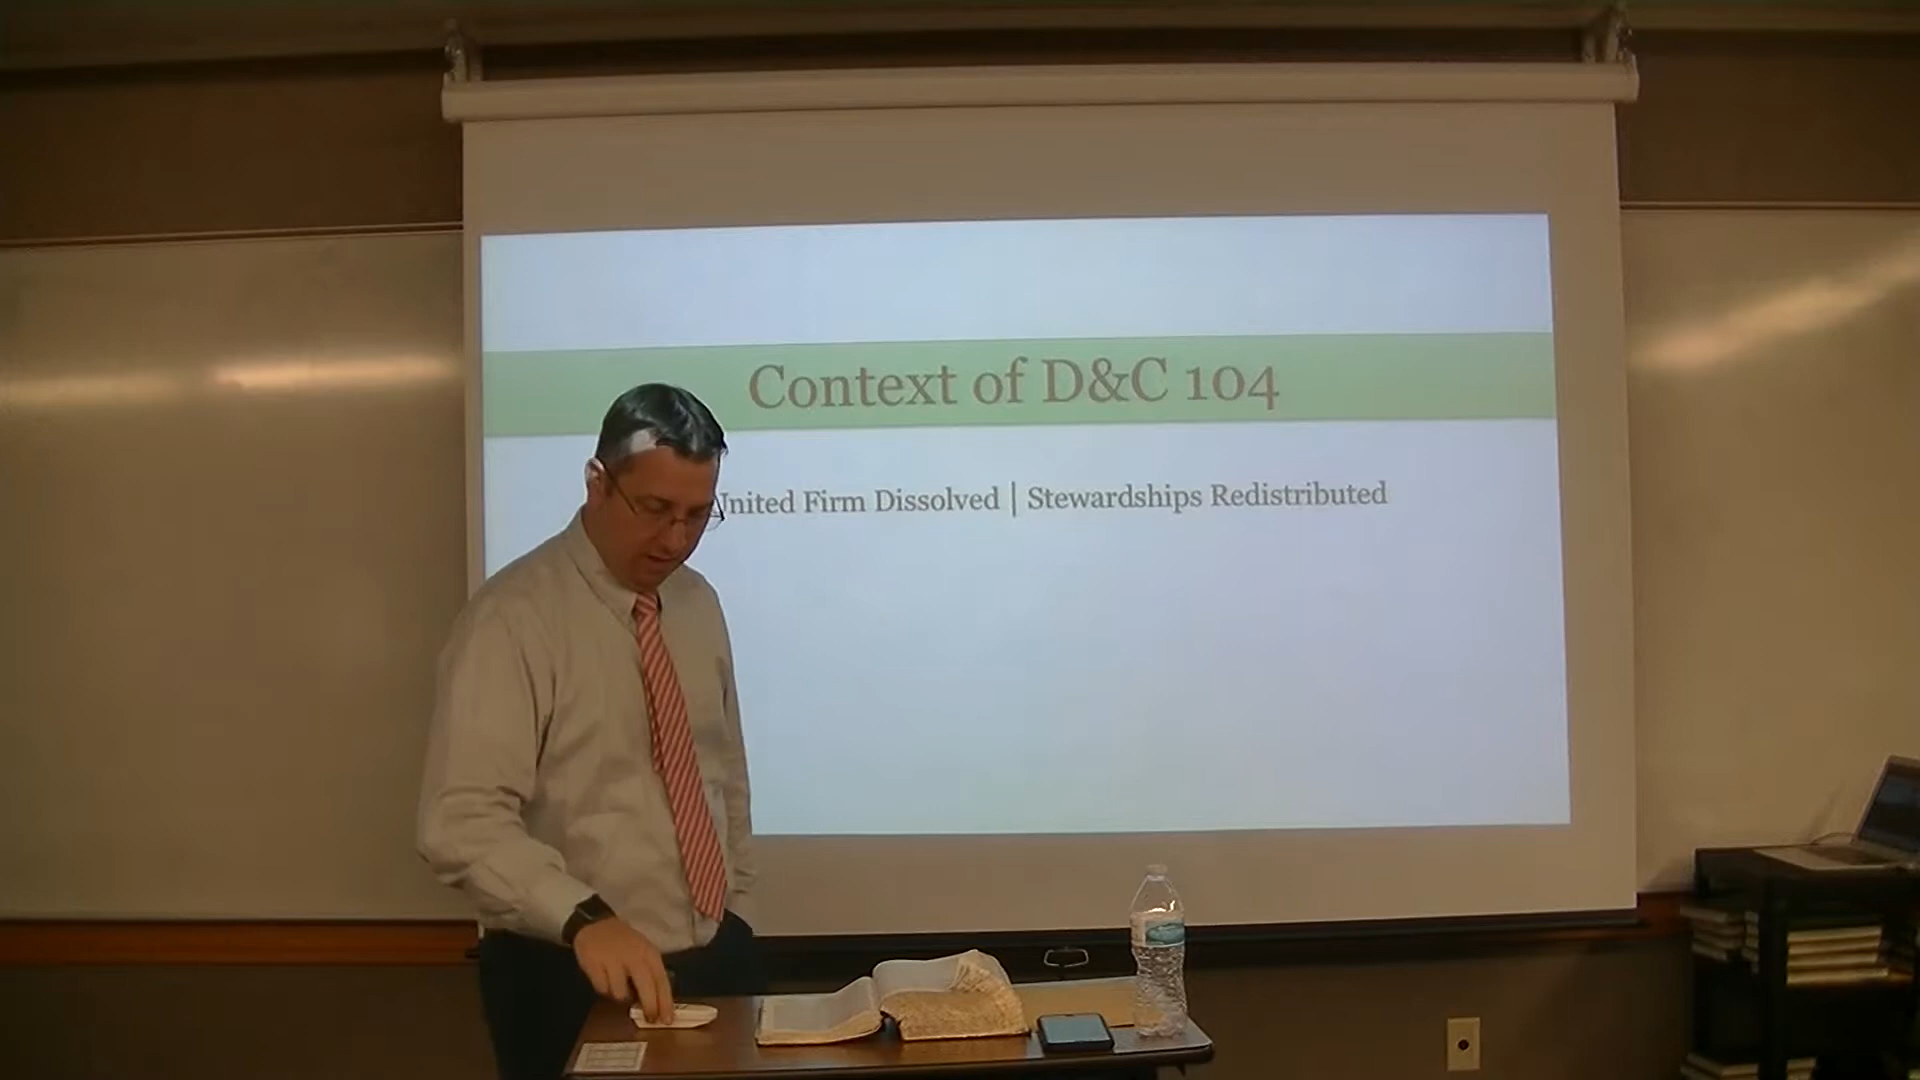 Context of D&C 104
United Firm Dissolved | Stewardships Redistributed